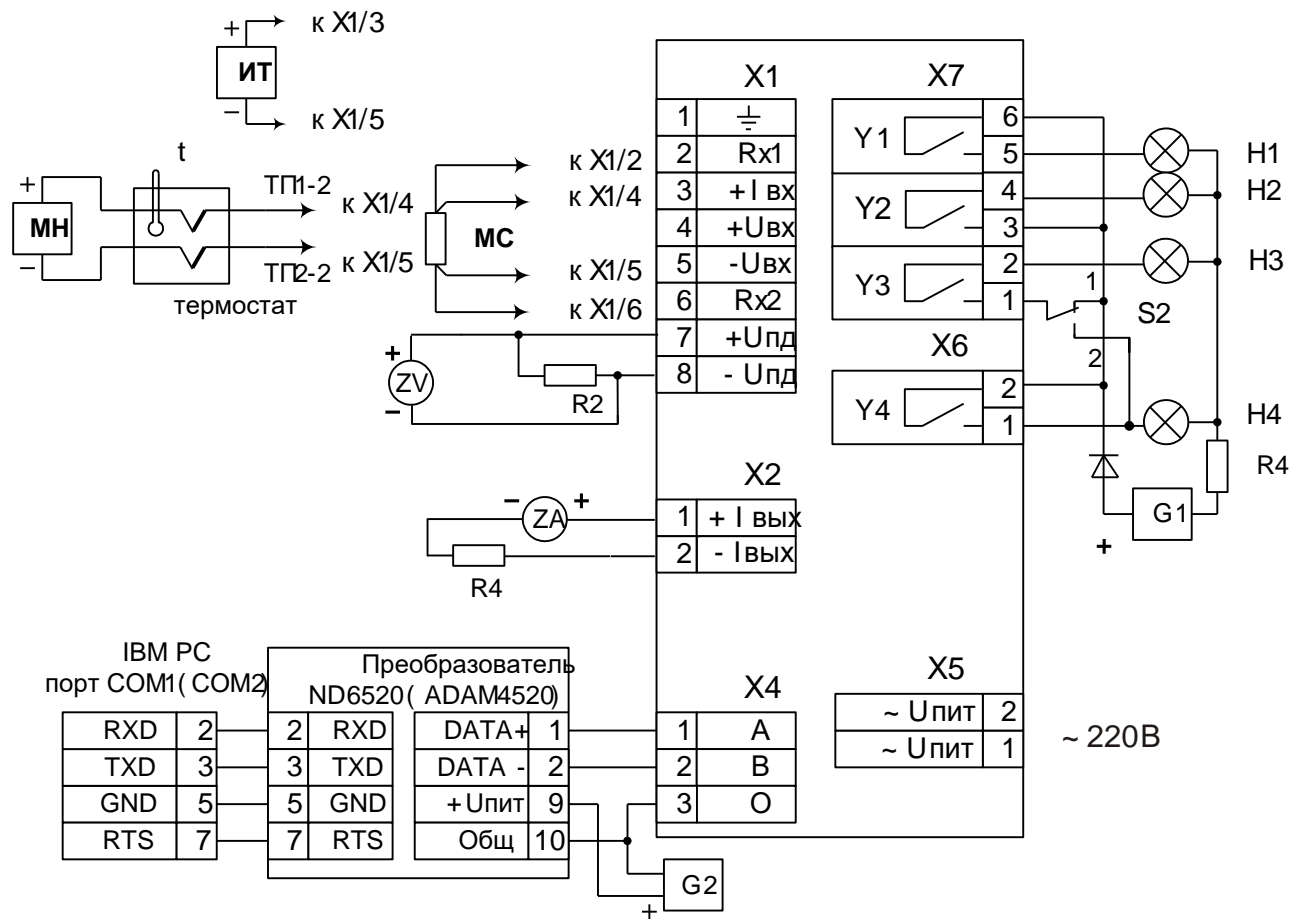 + к X1/3
ИТ
− к X1/5
t
+
МН
−
ТП1-2 к X1/4
ТП2-2 к X1/5
термостат
к X1/2
к X1/4
МС
к X1/5
к X1/6
X1
1
2 Rx1
3 +I вх
4 +Uвх
5 -Uвх
6 Rx2
7 +Uпд
8 - Uпд
+
ZV
−
R2
X7
Y1 6
5 H1
Y2 4 H2
3
Y3 2 H3
1
1
S2
2
X6
Y4 2
1 H4
R4
G1
+
X2
− ZA +
1 + I вых
2 - I вых
R4
IBM PC
порт COM1( COM2)
RXD 2
TXD 3
GND 5
RTS 7
Преобразователь
ND6520( ADAM4520)
2 RXD DATA+ 1
3 TXD DATA - 2
5 GND +Uпит 9
7 RTS Общ 10
X4
1 A
2 B
3 O
G2
+
X5
~ Uпит 2
~ Uпит 1
~ 220В